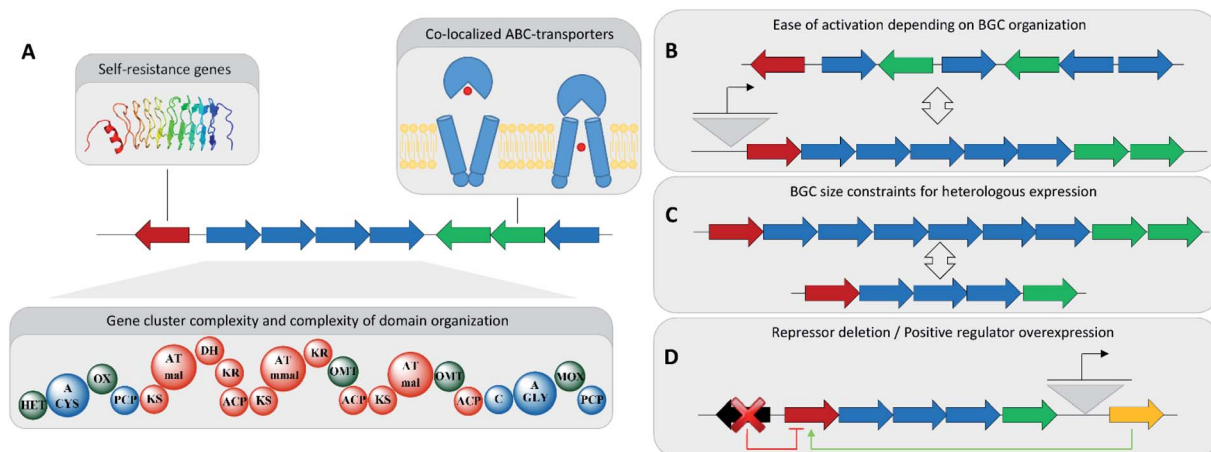 A
Self-resistance genes
Co-localized ABC-transporters
Gene cluster complexity and complexity of domain organization
HET
A
CYS
OX
PCP
KS
AT
mal
DH
KR
ACP
KS
AT
mmal
KR
OMT
ACP
KS
AT
mal
OMT
ACP
C
A
GLY
MOX
PCP
Ease of activation depending on BGC organization
B
BGC size constraints for heterologous expression
C
Repressor deletion / Positive regulator overexpression
D